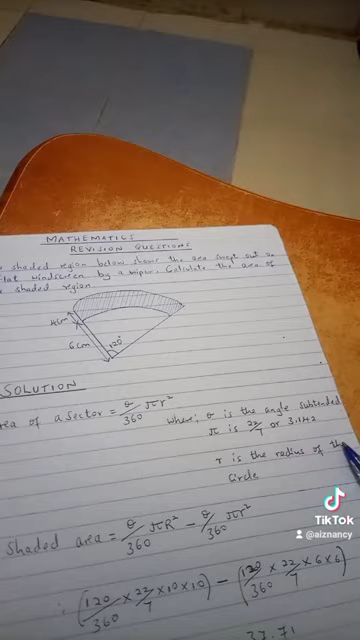 MATHEMATICS
REVISION QUESTIONS
shaded region below shows the area swept out
flat windscreen by a wiper. Calculate the area of
shaded region.
4cm
6cm
120°
SOLUTION
area of a sector = θ/360 πr²
where; θ is the angle subtended
π is 22/7 or 3.142
r is the radius of the
circle
Shaded area = θ/360 πR² - θ/360 πr²
: (120/360 × 22/7 × 10 × 10) - (120/360 × 22/7 × 6 × 6)
37.71
TikTok
@aiznancy